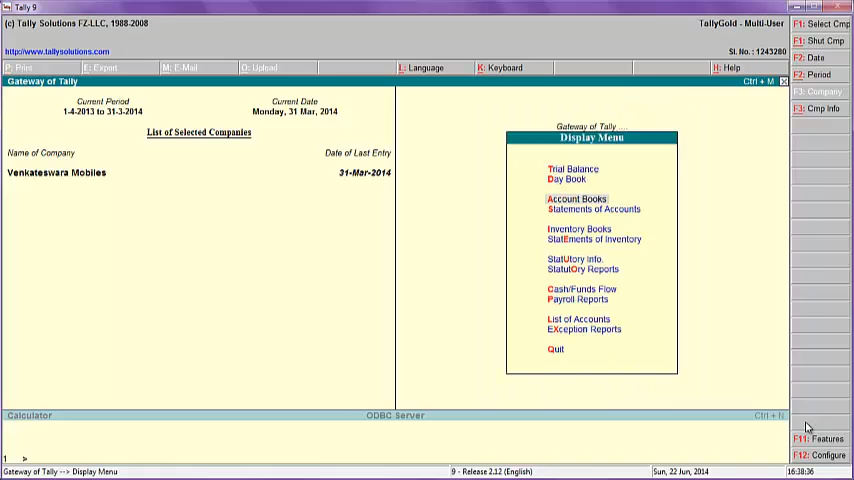 Tally 9
(c) Tally Solutions FZ-LLC, 1988-2008
TallyGold - Multi-User
http://www.tallysolutions.com
Sl. No. : 1243280
P: Print
E: Export
M: E-Mail
O: Upload
L: Language
K: Keyboard
H: Help
Gateway of Tally
Ctrl + M
Current Period
1-4-2013 to 31-3-2014
Current Date
Monday, 31 Mar, 2014
List of Selected Companies
Name of Company
Date of Last Entry
Venkateswara Mobiles
31-Mar-2014
Gateway of Tally ....
Display Menu
Trial Balance
Day Book
Account Books
Statements of Accounts
Inventory Books
StatEments of Inventory
StatUtory Info.
StatutOry Reports
Cash/Funds Flow
Payroll Reports
List of Accounts
EXception Reports
Quit
F1: Select Cmp
F1: Shut Cmp
F2: Date
F2: Period
F3: Company
F3: Cmp Info
F11: Features
F12: Configure
Calculator
ODBC Server
Ctrl + N
1 >
Gateway of Tally --> Display Menu
9 - Release 2.12 (English)
Sun, 22 Jun, 2014
16:38:36